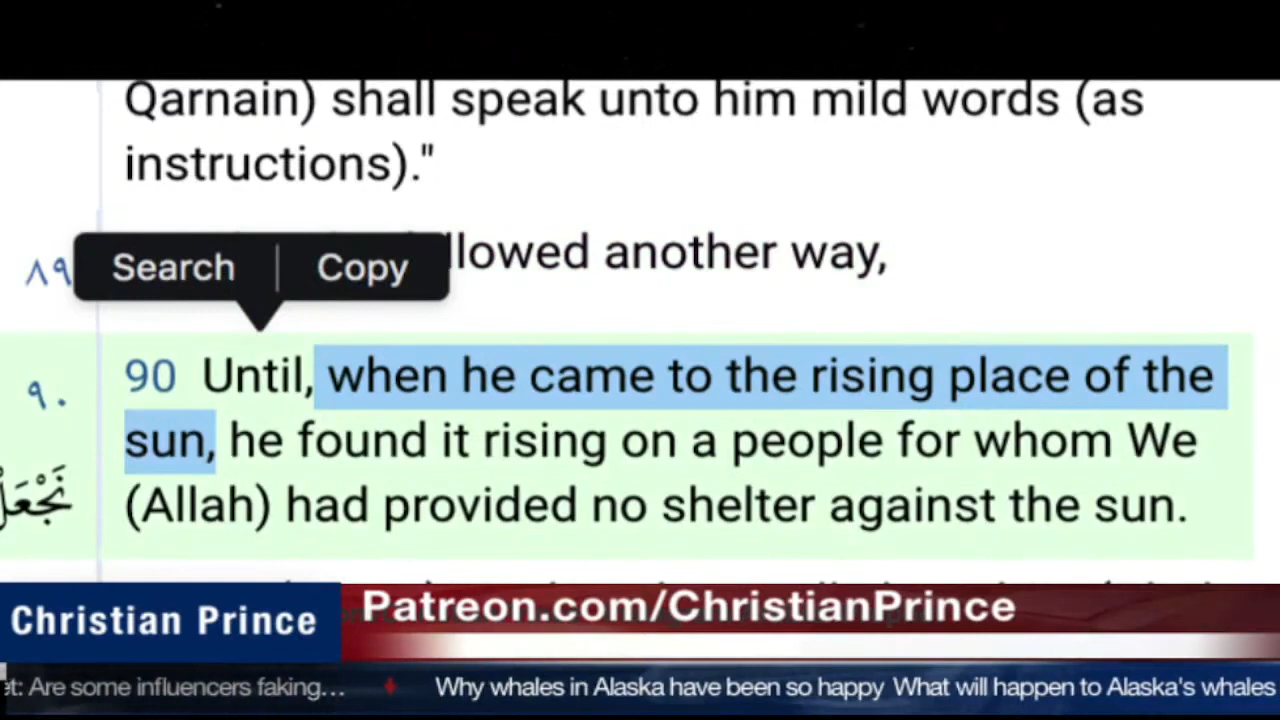 Qarnain) shall speak unto him mild words (as
instructions)."
Search | Copy
٨٩
llowed another way,
٩٠
90 Until, when he came to the rising place of the
sun, he found it rising on a people for whom We
(Allah) had provided no shelter against the sun.
Christian Prince
Patreon.com/ChristianPrince
et: Are some influencers faking... ♦ Why whales in Alaska have been so happy What will happen to Alaska's whales